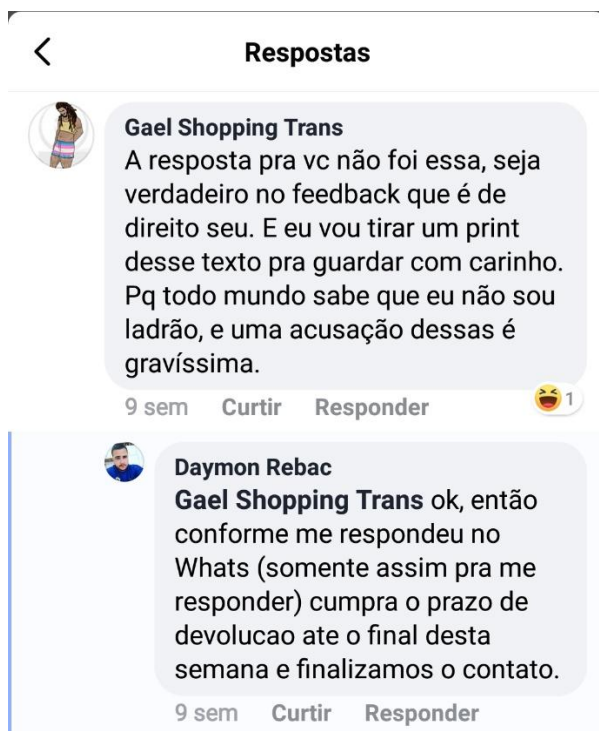 Respostas
Gael Shopping Trans
A resposta pra vc não foi essa, seja
verdadeiro no feedback que é de
direito seu. E eu vou tirar um print
desse texto pra guardar com carinho.
Pq todo mundo sabe que eu não sou
ladrão, e uma acusação dessas é
gravíssima.
9 sem Curtir Responder 1
Daymon Rebac
Gael Shopping Trans ok, então
conforme me respondeu no
Whats (somente assim pra me
responder) cumpra o prazo de
devolucao ate o final desta
semana e finalizamos o contato.
9 sem Curtir Responder